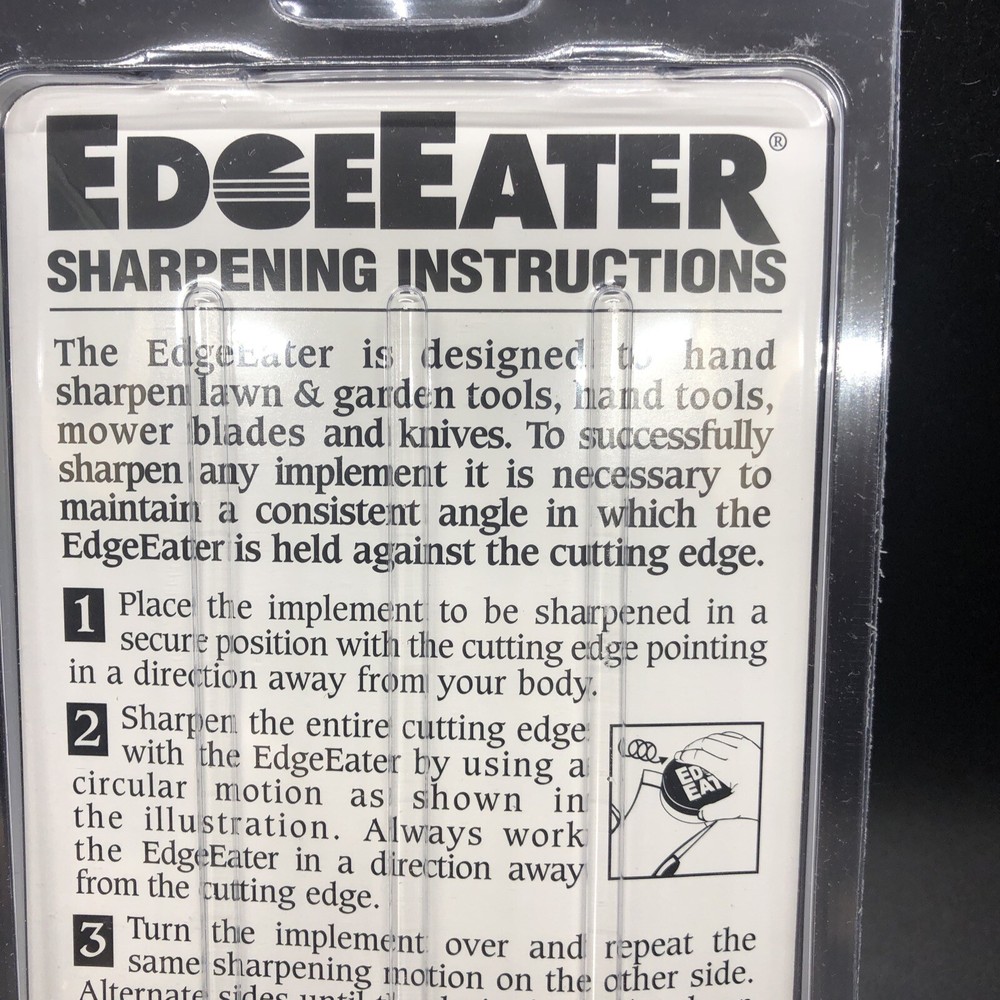 EDGEEATER®
SHARPENING INSTRUCTIONS
The EdgeEater is designed to hand
sharpen lawn & garden tools, hand tools,
mower blades and knives. To successfully
sharpen any implement it is necessary to
maintain a consistent angle in which the
EdgeEater is held against the cutting edge.
1 Place the implement to be sharpened in a
secure position with the cutting edge pointing
in a direction away from your body.
2 Sharpen the entire cutting edge
with the EdgeEater by using a
circular motion as shown in
the illustration. Always work
the EdgeEater in a direction away
from the cutting edge.
ED
EAT
3 Turn the implement over and repeat the
same sharpening motion on the other side.
Alternate sides until